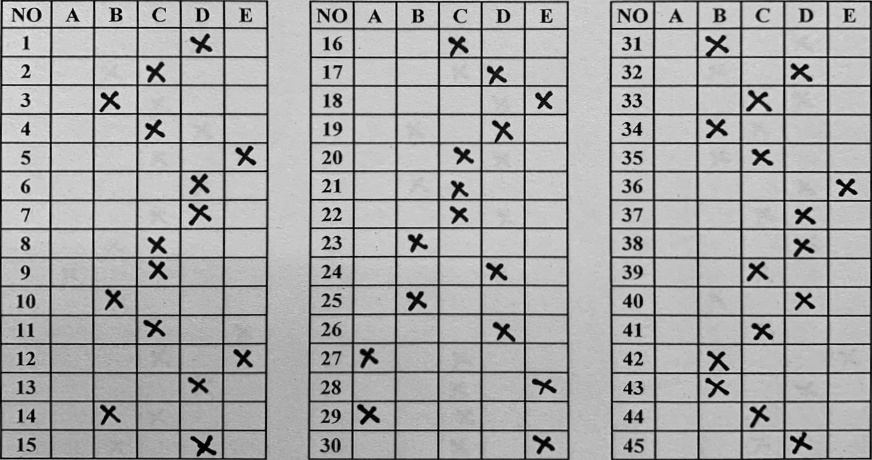 NO A B C D E NO A B C D E NO A B C D E
1 X 16 X 31 X
2 X 17 X 32 X
3 X 18 X 33 X
4 X 19 X 34 X
5 X 20 X 35 X
6 X 21 X 36 X
7 X 22 X 37 X
8 X 23 X 38 X
9 X 24 X 39 X
10 X 25 X 40 X
11 X 26 X 41 X
12 X 27 X 42 X
13 X 28 X 43 X
14 X 29 X 44 X
15 X 30 X 45 X